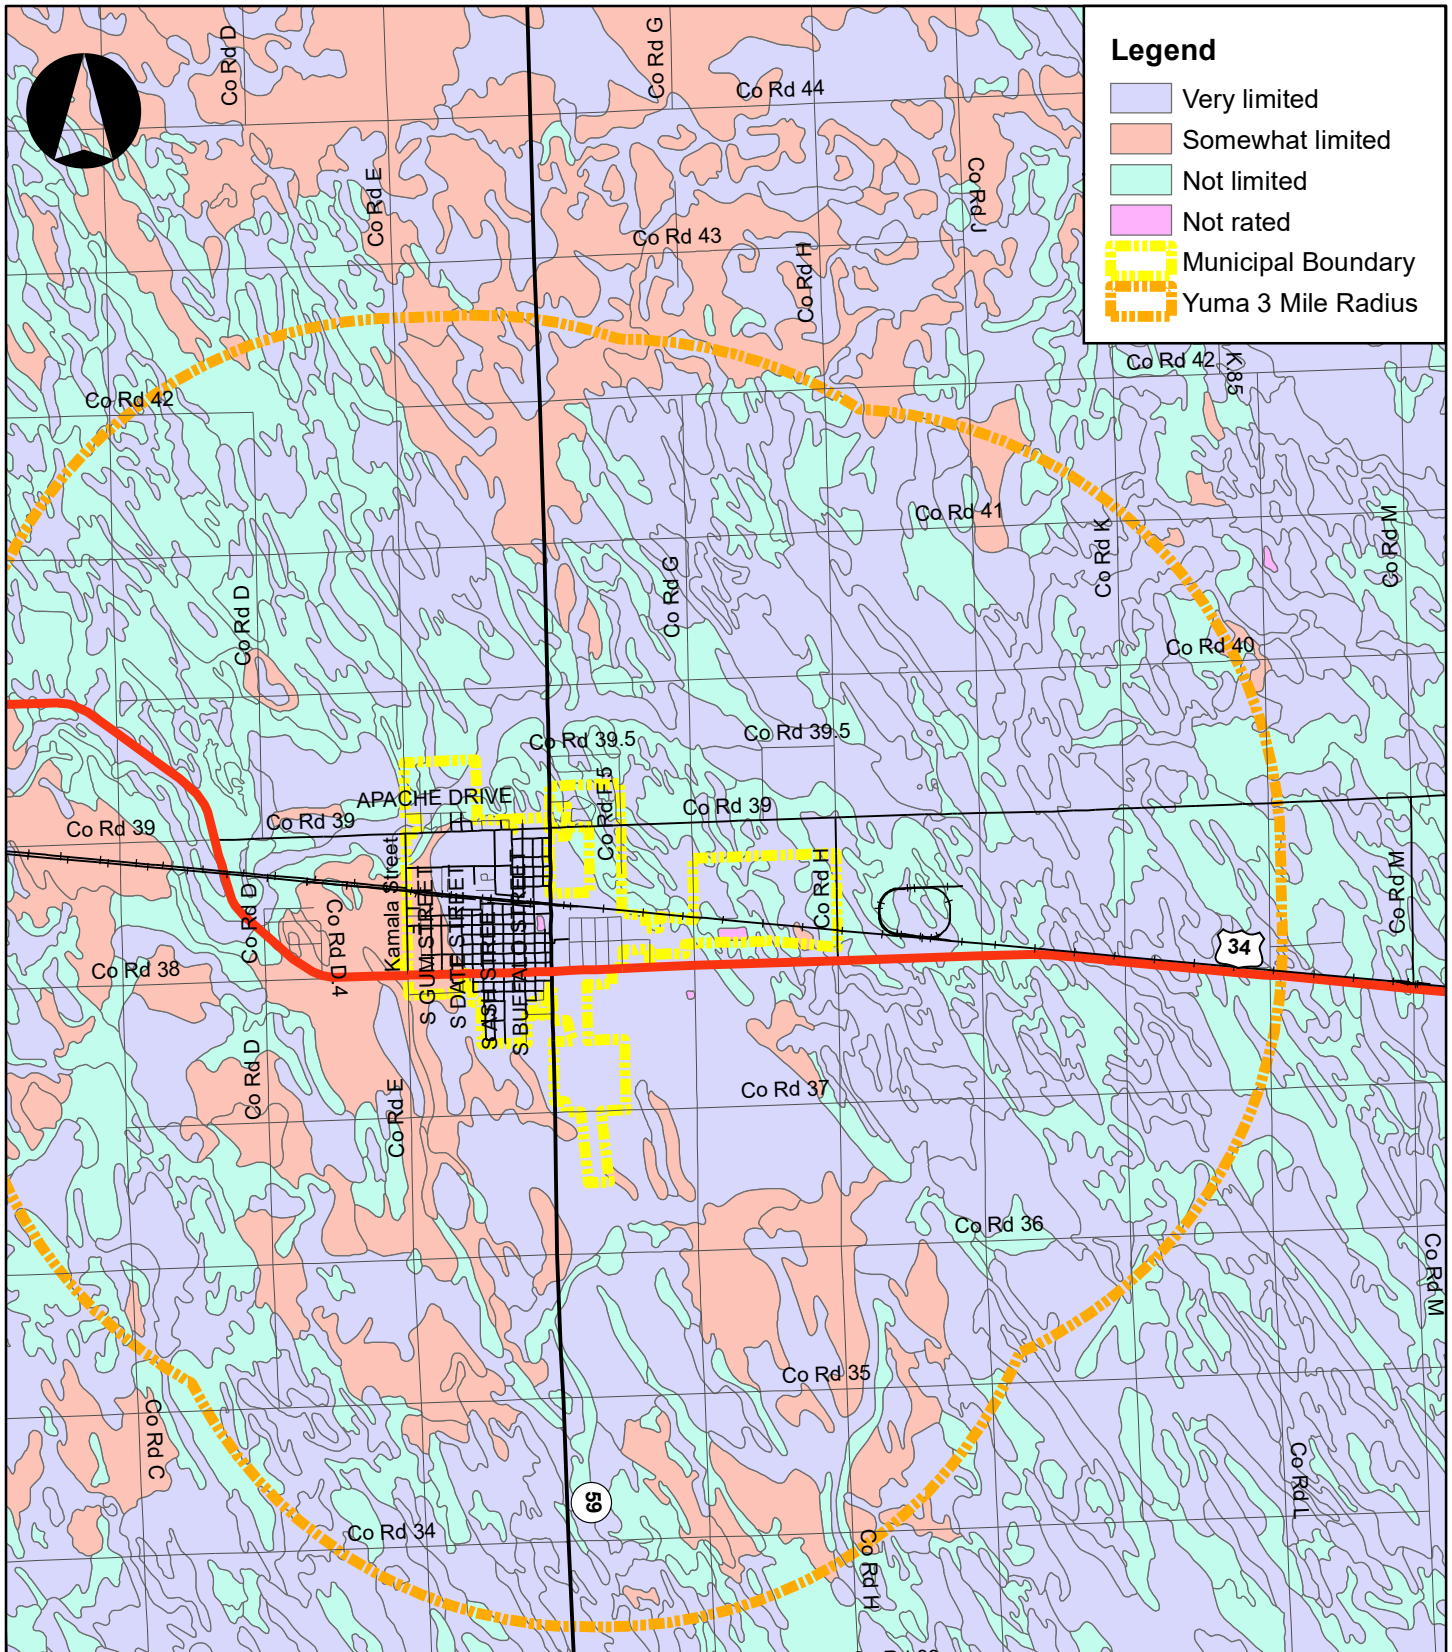 Legend
Very limited
Somewhat limited
Not limited
Not rated
Municipal Boundary
Yuma 3 Mile Radius
Co Rd D
Co Rd G
Co Rd 44
Co Rd E
Co Rd J
Co Rd 43
Co Rd H
Co Rd 42
K.85
Co Rd 42
Co Rd 41
Co Rd K
Co Rd M
Co Rd D
Co Rd G
Co Rd 40
Co Rd 39.5
Co Rd 39.5
APACHE DRIVE
Co Rd F.5
Co Rd 39
Co Rd 39
Co Rd 39
Kamala Street
S GUM STREET
S DATE STREET
S ASH STREET
S BUFFALO STREET
Co Rd H
Co Rd M
Co Rd D
Co Rd D.4
34
Co Rd 38
Co Rd D
Co Rd E
Co Rd 37
Co Rd 36
Co Rd M
Co Rd 35
Co Rd C
Co Rd L
59
Co Rd 34
Co Rd H